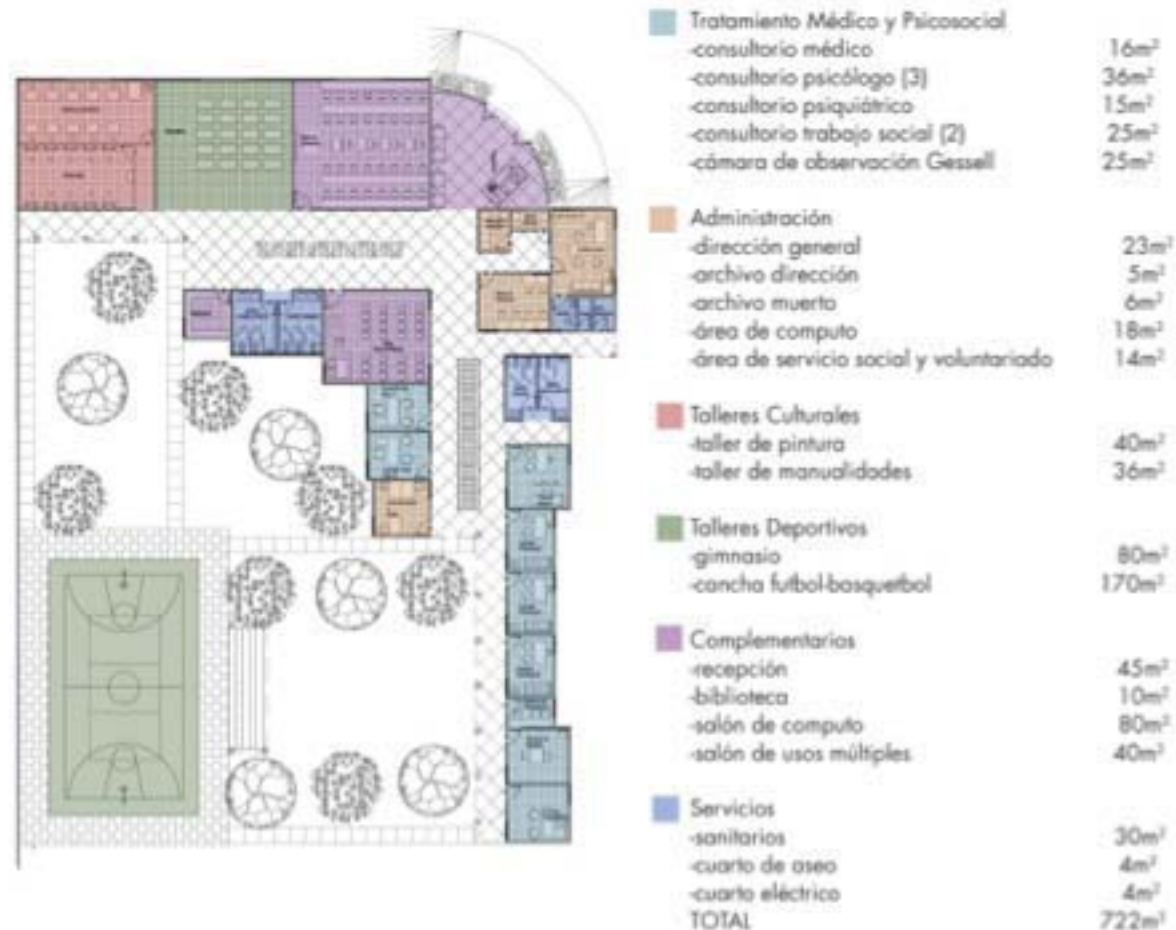 Tratamiento Médico y Psicosocial
-consultorio médico 16m²
-consultorio psicólogo (3) 36m²
-consultorio psiquiátrico 15m²
-consultorio trabajo social (2) 25m²
-cámara de observación Gessell 25m²
Administración
-dirección general 23m²
-archivo dirección 5m²
-archivo muerto 6m²
-área de computo 18m²
-área de servicio social y voluntariado 14m²
Talleres Culturales
-taller de pintura 40m²
-taller de manualidades 36m²
Talleres Deportivos
-gimnasio 80m²
-cancha futbol-basquetbol 170m²
Complementarios
-recepción 45m²
-biblioteca 10m²
-salón de computo 80m²
-salón de usos múltiples 40m²
Servicios
-sanitarios 30m²
-cuarto de aseo 4m²
-cuarto eléctrico 4m²
TOTAL 722m²